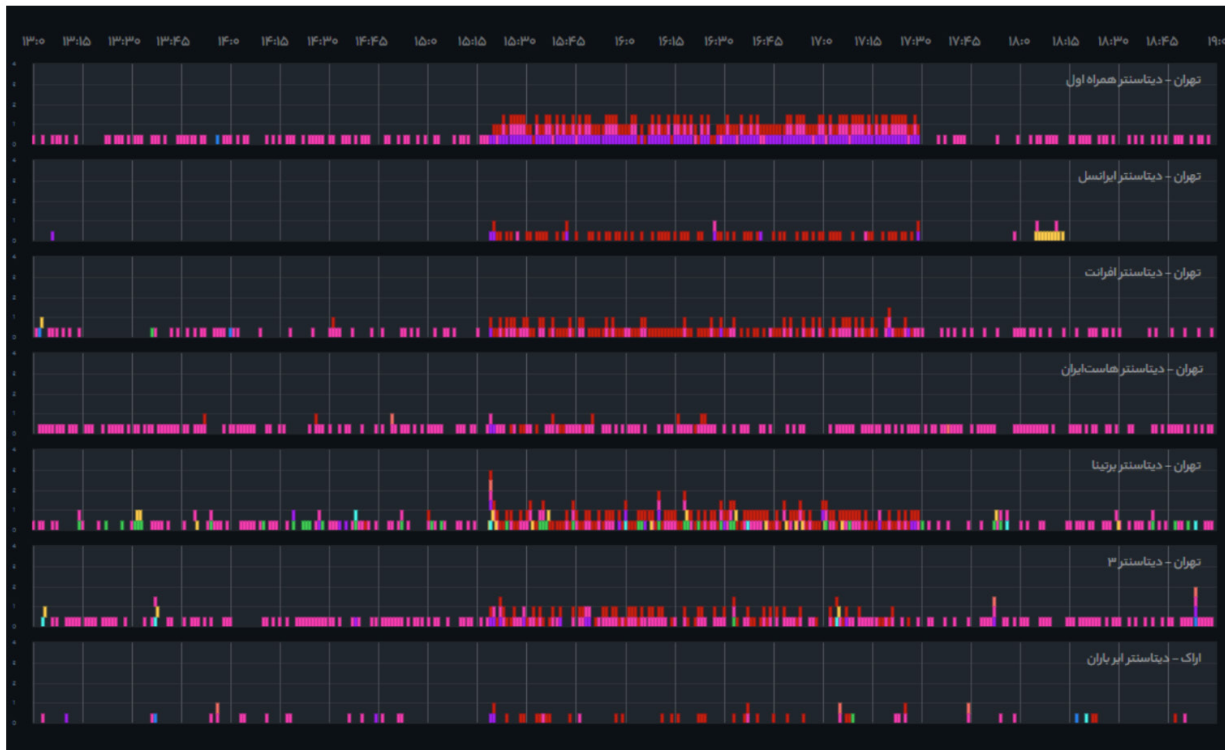 ۱۳:۰ ۱۳:۱۵ ۱۳:۳۰ ۱۳:۴۵ ۱۴:۰ ۱۴:۱۵ ۱۴:۳۰ ۱۴:۴۵ ۱۵:۰ ۱۵:۱۵ ۱۵:۳۰ ۱۵:۴۵ ۱۶:۰ ۱۶:۱۵ ۱۶:۳۰ ۱۶:۴۵ ۱۷:۰ ۱۷:۱۵ ۱۷:۳۰ ۱۷:۴۵ ۱۸:۰ ۱۸:۱۵ ۱۸:۳۰ ۱۸:۴۵
تهران - دیتاسنتر همراه اول
تهران - دیتاسنتر ایرانسل
تهران - دیتاسنتر افرانت
تهران - دیتاسنتر هاست‌ایران
تهران - دیتاسنتر برتینا
تهران - دیتاسنتر ۳
اراک - دیتاسنتر ابر باران